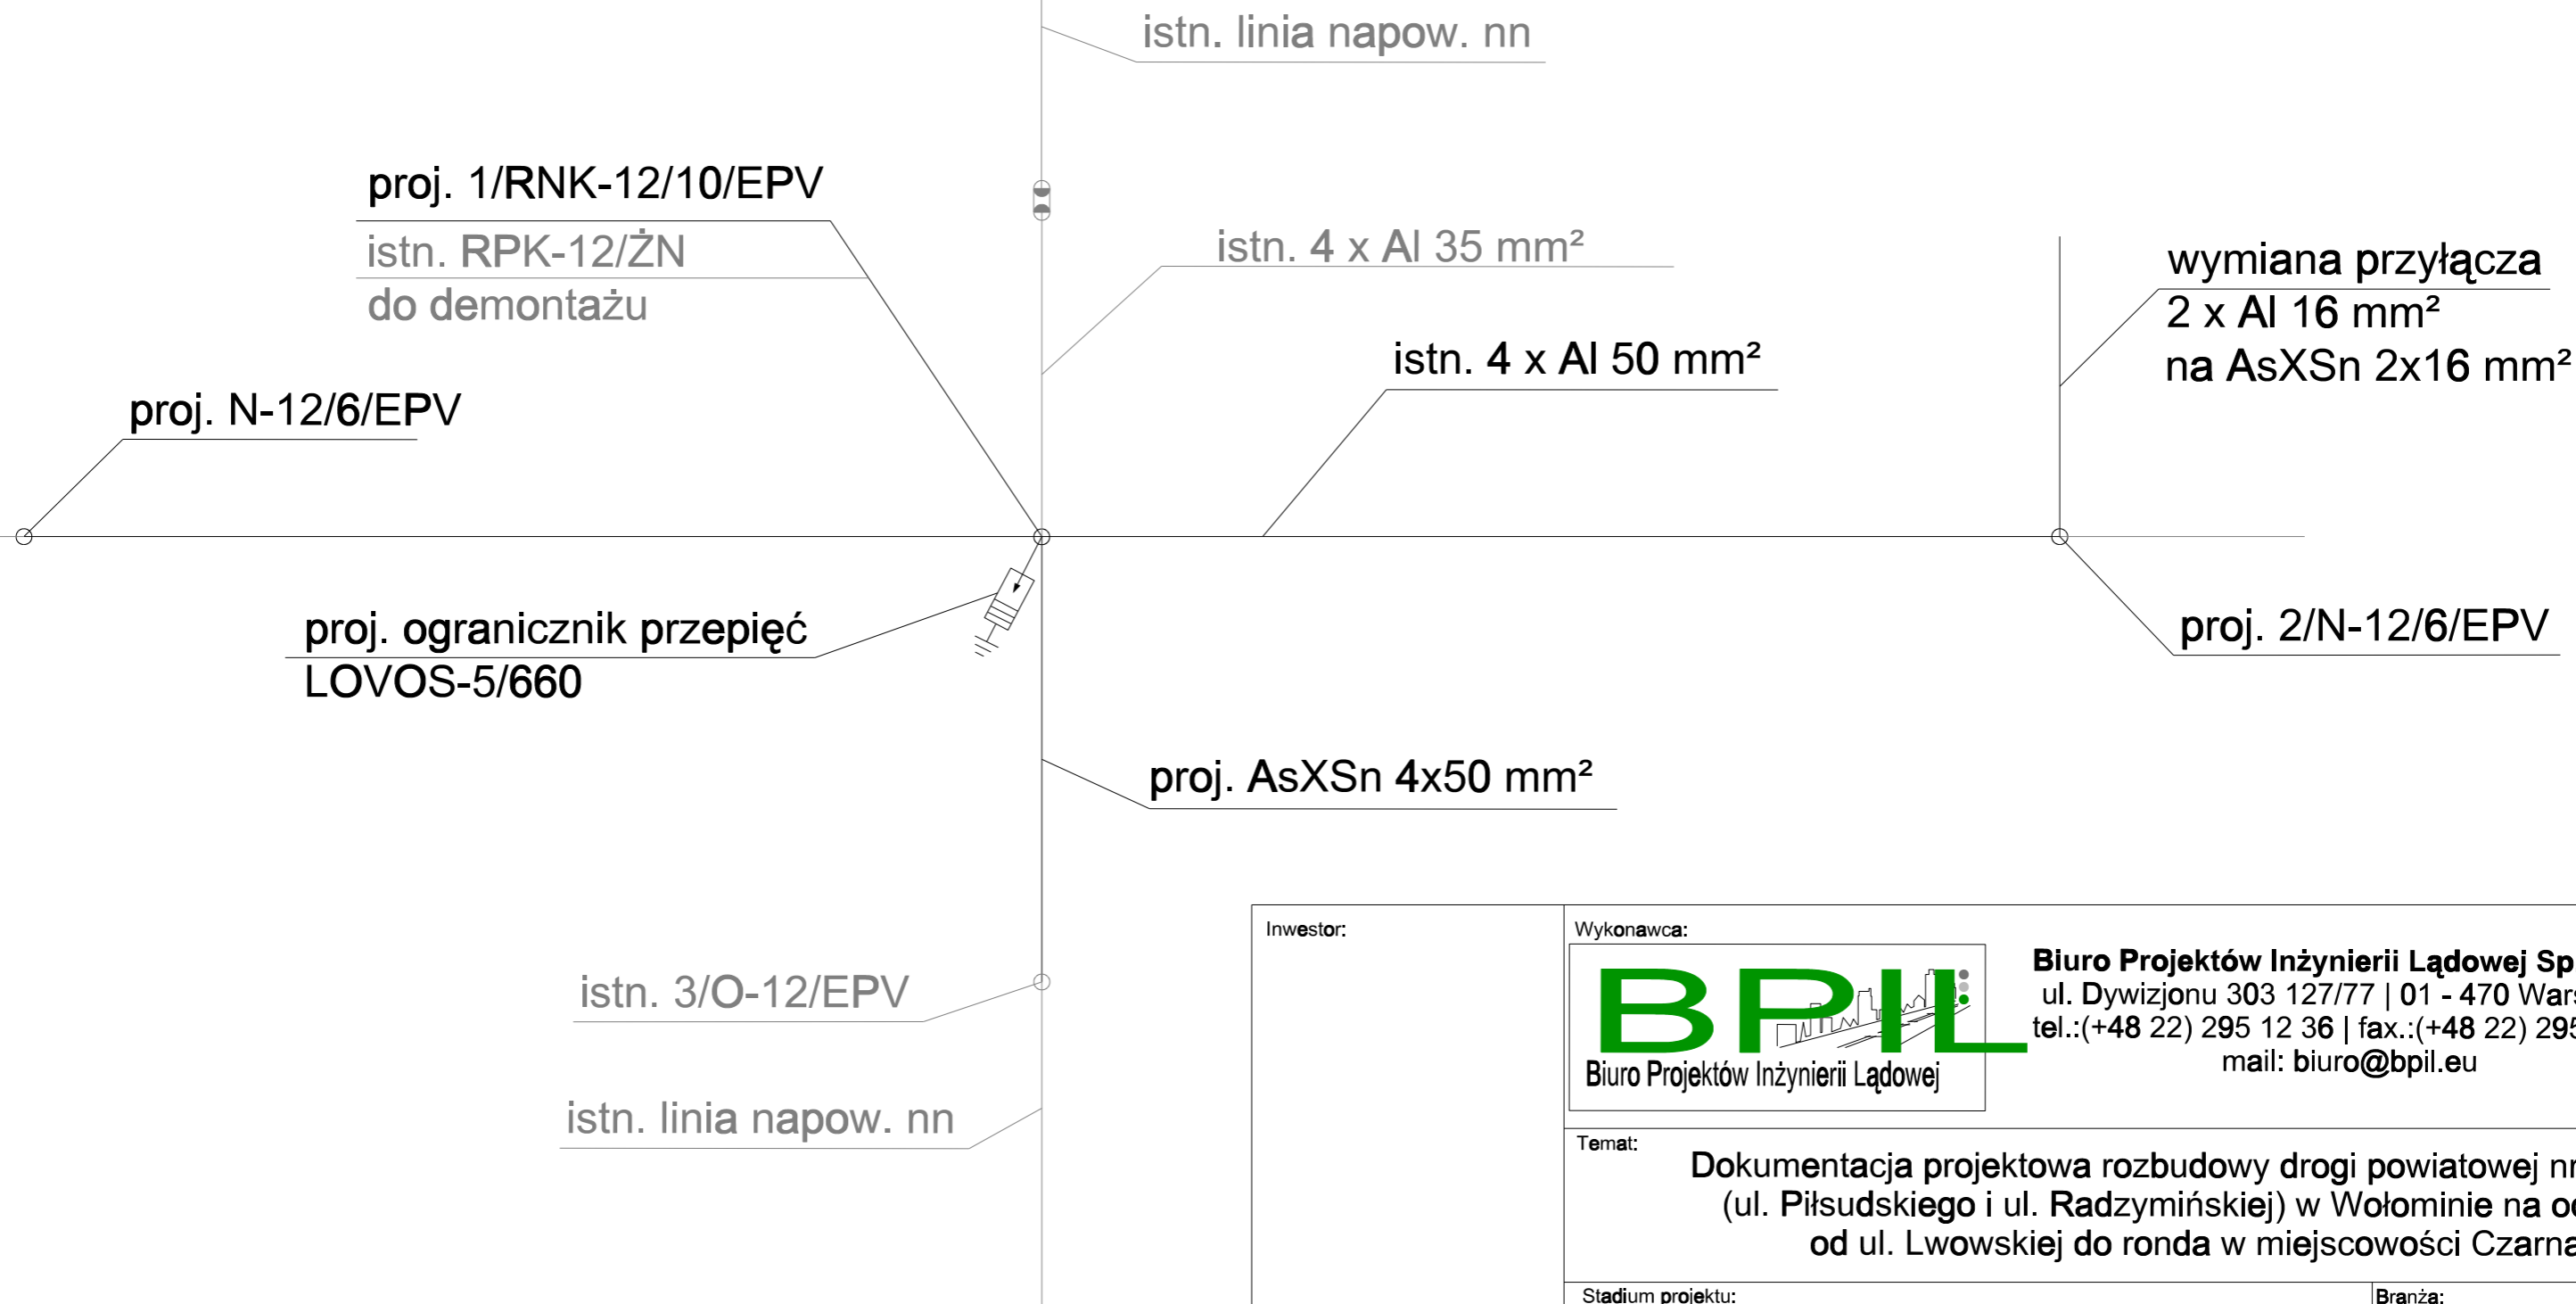 istn. linia napow. nn
proj. 1/RNK-12/10/EPV
istn. RPK-12/ŻN
do demontażu
istn. 4 x Al 35 mm²
wymiana przyłącza
2 x Al 16 mm²
na AsXSn 2x16 mm²
istn. 4 x Al 50 mm²
proj. N-12/6/EPV
proj. ogranicznik przepięć
LOVOS-5/660
proj. 2/N-12/6/EPV
proj. AsXSn 4x50 mm²
istn. 3/O-12/EPV
istn. linia napow. nn
Inwestor:
Wykonawca:
BPIL
Biuro Projektów Inżynierii Lądowej
Biuro Projektów Inżynierii Lądowej Sp
ul. Dywizjonu 303 127/77 | 01 - 470
tel.:(+48 22) 295 12 36 | fax.:(+48 22) 295
mail: biuro@bpil.eu
Temat:
Dokumentacja projektowa rozbudowy drogi powiatowej nr
(ul. Piłsudskiego i ul. Radzymińskiej) w Wołominie na
od ul. Lwowskiej do ronda w miejscowości Czarna
Stadium projektu:
Branża: